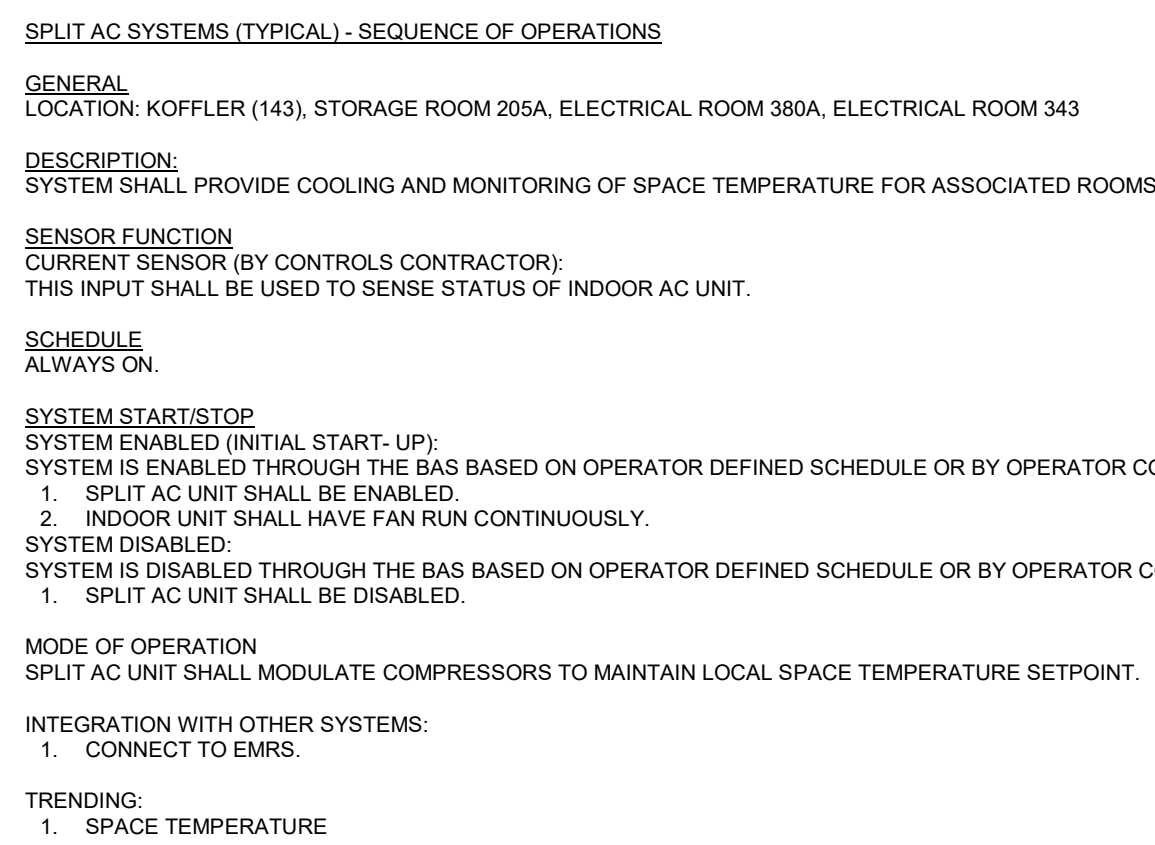 SPLIT AC SYSTEMS (TYPICAL) - SEQUENCE OF OPERATIONS
GENERAL
LOCATION: KOFFLER (143), STORAGE ROOM 205A, ELECTRICAL ROOM 380A, ELECTRICAL ROOM 343
DESCRIPTION:
SYSTEM SHALL PROVIDE COOLING AND MONITORING OF SPACE TEMPERATURE FOR ASSOCIATED ROOMS
SENSOR FUNCTION
CURRENT SENSOR (BY CONTROLS CONTRACTOR):
THIS INPUT SHALL BE USED TO SENSE STATUS OF INDOOR AC UNIT.
SCHEDULE
ALWAYS ON.
SYSTEM START/STOP
SYSTEM ENABLED (INITIAL START- UP):
SYSTEM IS ENABLED THROUGH THE BAS BASED ON OPERATOR DEFINED SCHEDULE OR BY OPERATOR
1. SPLIT AC UNIT SHALL BE ENABLED.
2. INDOOR UNIT SHALL HAVE FAN RUN CONTINUOUSLY.
SYSTEM DISABLED:
SYSTEM IS DISABLED THROUGH THE BAS BASED ON OPERATOR DEFINED SCHEDULE OR BY OPERATOR
1. SPLIT AC UNIT SHALL BE DISABLED.
MODE OF OPERATION
SPLIT AC UNIT SHALL MODULATE COMPRESSORS TO MAINTAIN LOCAL SPACE TEMPERATURE SETPOINT.
INTEGRATION WITH OTHER SYSTEMS:
1. CONNECT TO EMRS.
TRENDING:
1. SPACE TEMPERATURE